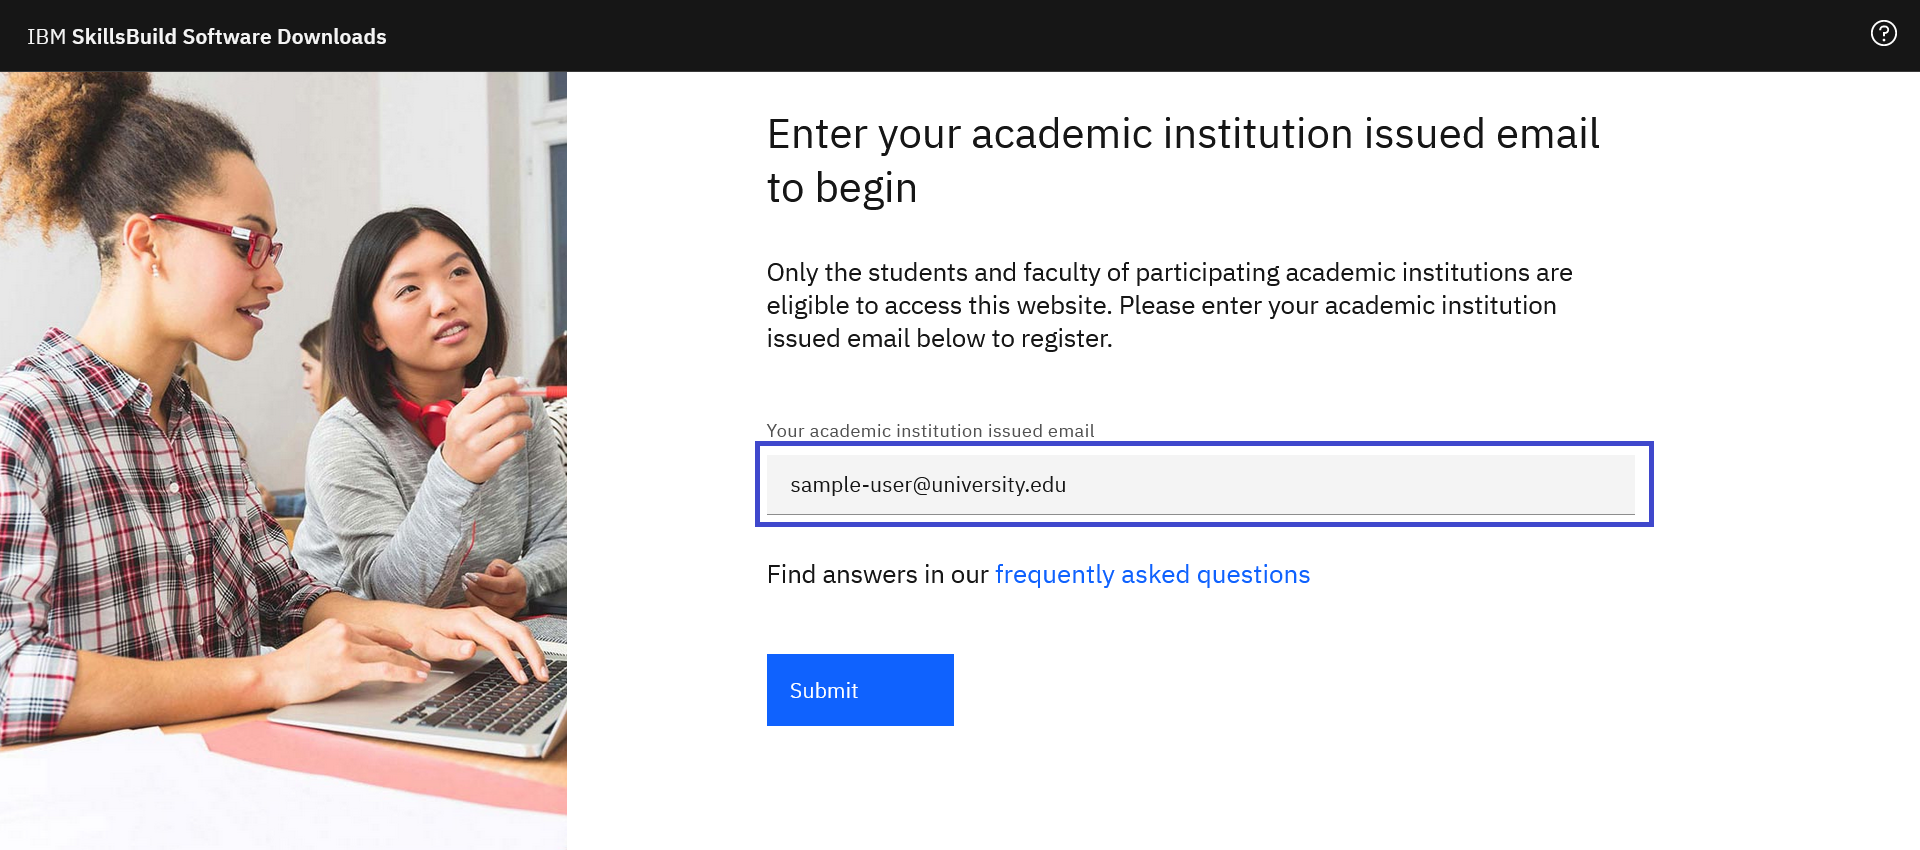 IBM SkillsBuild Software Downloads
Enter your academic institution issued email
to begin
Only the students and faculty of participating academic institutions are
eligible to access this website. Please enter your academic institution
issued email below to register.
Your academic institution issued email
sample-user@university.edu
Find answers in our frequently asked questions
Submit